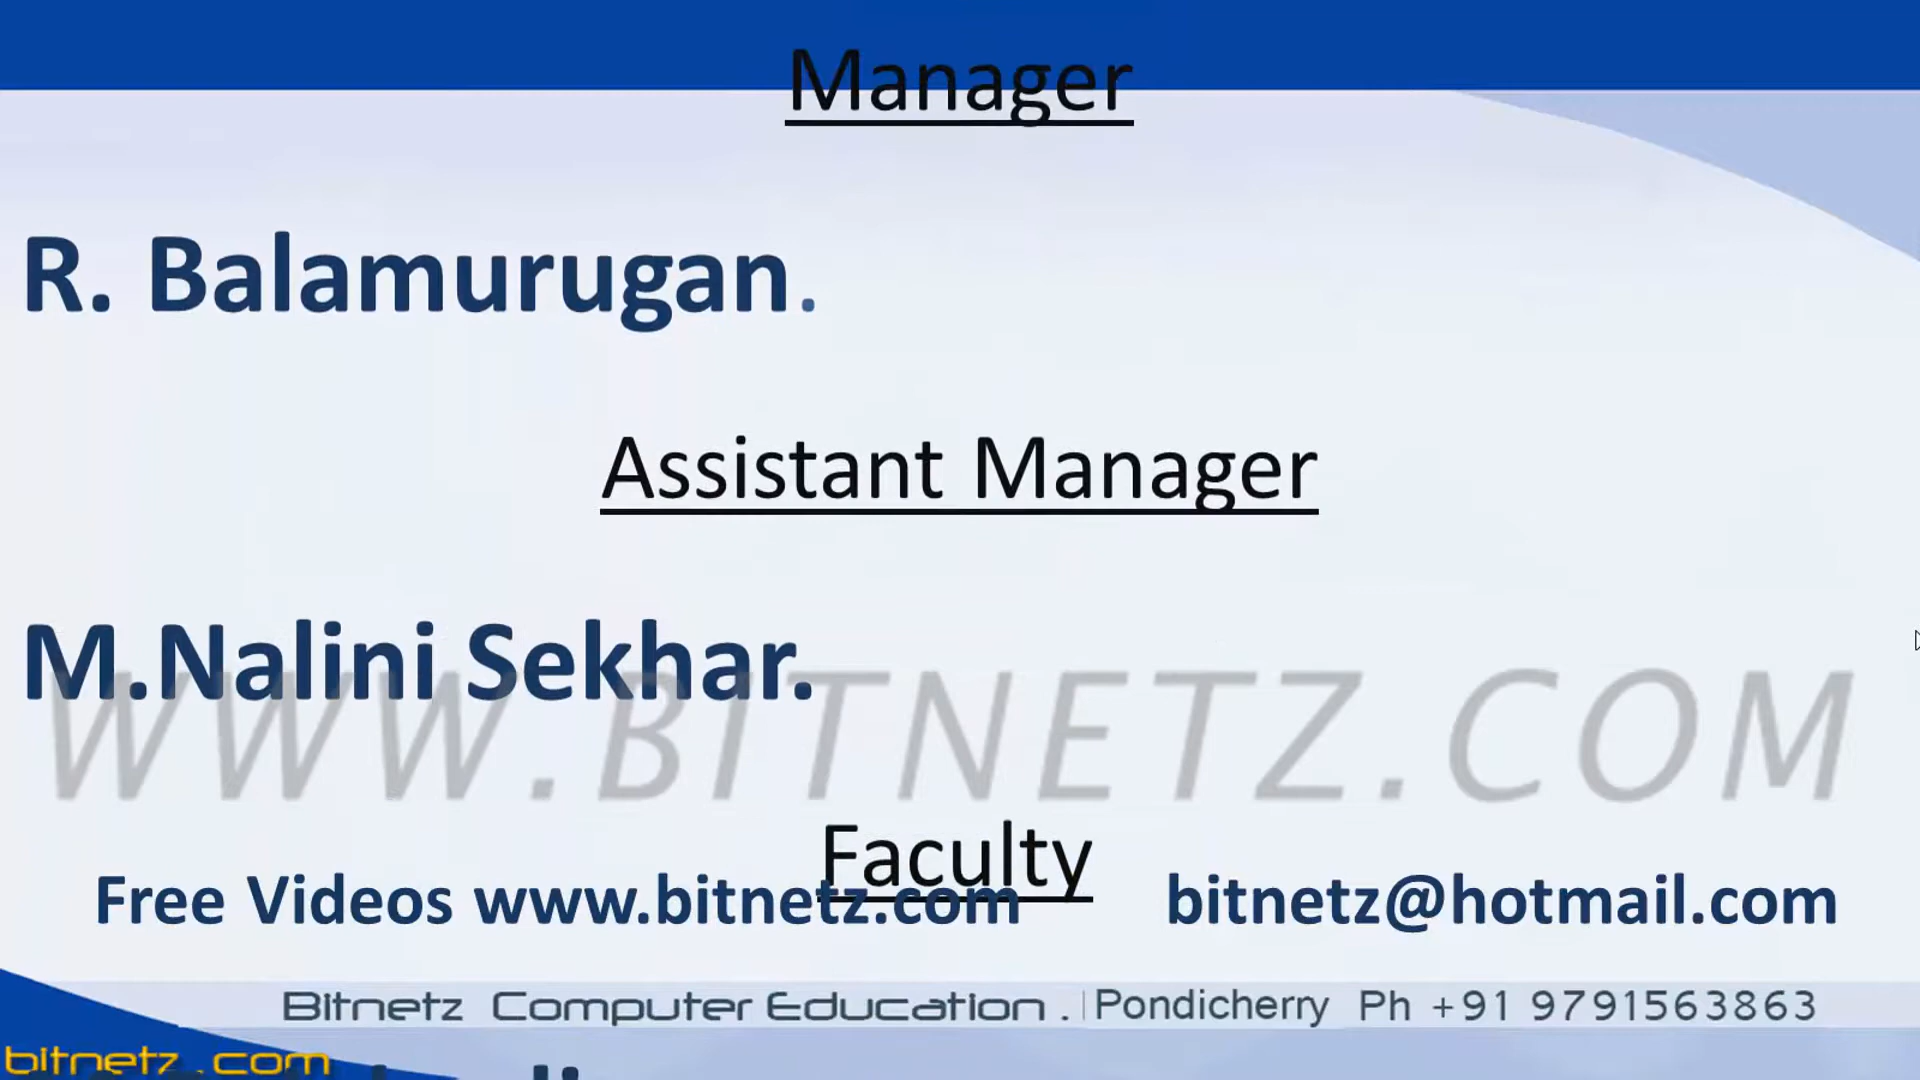 Manager
R. Balamurugan.
Assistant Manager
M.Nalini Sekhar.
WWW.BITNETZ.COM
Faculty
Free Videos www.bitnetz.com bitnetz@hotmail.com
Bitnetz Computer Education . Pondicherry Ph +91 9791563863
bitnetz.com